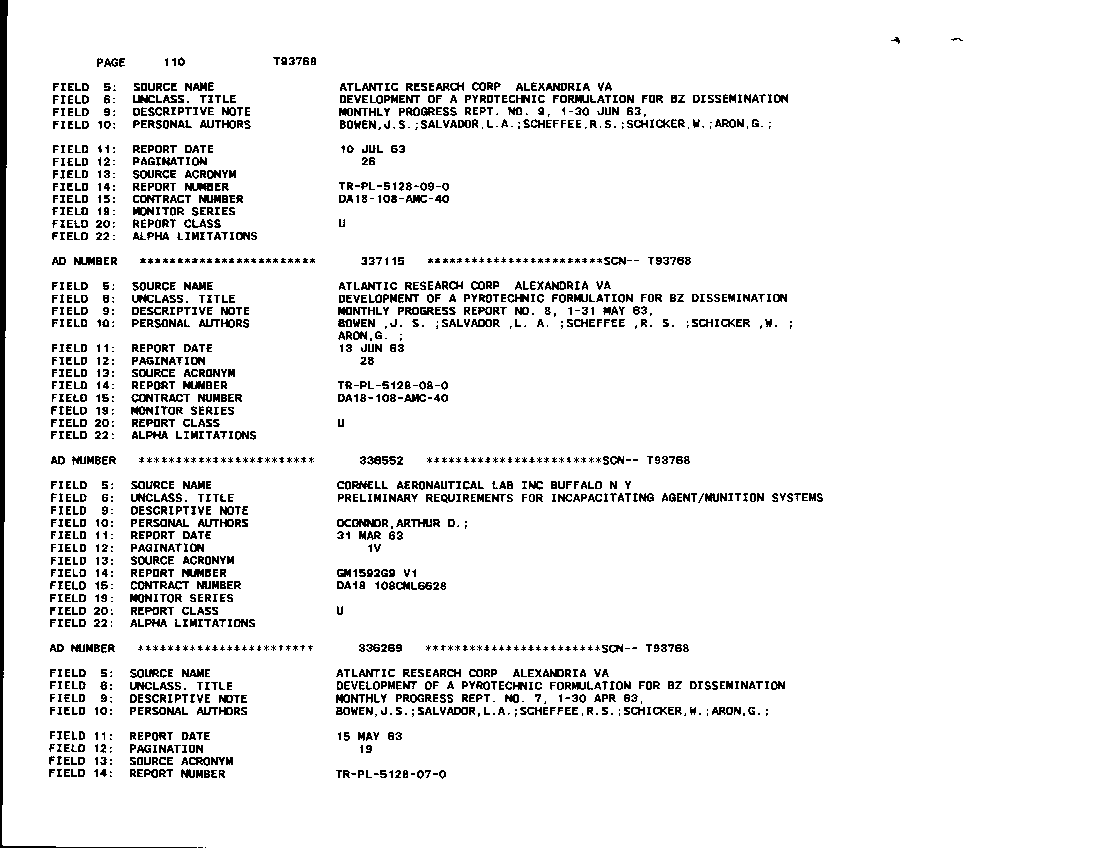 PAGE 110 T93768
FIELD 5: SOURCE NAME ATLANTIC RESEARCH CORP ALEXANDRIA VA
FIELD 6: UNCLASS. TITLE DEVELOPMENT OF A PYROTECHNIC FORMULATION FOR BZ DISSEMINATION
FIELD 9: DESCRIPTIVE NOTE MONTHLY PROGRESS REPT. NO. 9, 1-30 JUN 63,
FIELD 10: PERSONAL AUTHORS BOWEN,J.S.;SALVADOR,L.A.;SCHEFFEE,R.S.;SCHICKER,W.;ARON,G.;
FIELD 11: REPORT DATE 10 JUL 63
FIELD 12: PAGINATION 26
FIELD 13: SOURCE ACRONYM
FIELD 14: REPORT NUMBER TR-PL-5128-09-0
FIELD 15: CONTRACT NUMBER DA18-108-AMC-40
FIELD 19: MONITOR SERIES
FIELD 20: REPORT CLASS U
FIELD 22: ALPHA LIMITATIONS
AD NUMBER ************************ 337115 ************************SCN-- T93768
FIELD 5: SOURCE NAME ATLANTIC RESEARCH CORP ALEXANDRIA VA
FIELD 6: UNCLASS. TITLE DEVELOPMENT OF A PYROTECHNIC FORMULATION FOR BZ DISSEMINATION
FIELD 9: DESCRIPTIVE NOTE MONTHLY PROGRESS REPORT NO. 8, 1-31 MAY 63,
FIELD 10: PERSONAL AUTHORS BOWEN ,J. S. ;SALVADOR ,L. A. ;SCHEFFEE ,R. S. ;SCHICKER ,W. ;
ARON,G. ;
FIELD 11: REPORT DATE 13 JUN 63
FIELD 12: PAGINATION 28
FIELD 13: SOURCE ACRONYM
FIELD 14: REPORT NUMBER TR-PL-5128-08-0
FIELD 15: CONTRACT NUMBER DA18-108-AMC-40
FIELD 19: MONITOR SERIES
FIELD 20: REPORT CLASS U
FIELD 22: ALPHA LIMITATIONS
AD NUMBER ************************ 336552 ************************SCN-- T93768
FIELD 5: SOURCE NAME CORNELL AERONAUTICAL LAB INC BUFFALO N Y
FIELD 6: UNCLASS. TITLE PRELIMINARY REQUIREMENTS FOR INCAPACITATING AGENT/MUNITION SYSTEMS
FIELD 9: DESCRIPTIVE NOTE
FIELD 10: PERSONAL AUTHORS OCONNOR,ARTHUR D.;
FIELD 11: REPORT DATE 31 MAR 63
FIELD 12: PAGINATION 1V
FIELD 13: SOURCE ACRONYM
FIELD 14: REPORT NUMBER GM1592G9 V1
FIELD 15: CONTRACT NUMBER DA18 108CML6628
FIELD 19: MONITOR SERIES
FIELD 20: REPORT CLASS U
FIELD 22: ALPHA LIMITATIONS
AD NUMBER ************************ 336269 ************************SCN-- T93768
FIELD 5: SOURCE NAME ATLANTIC RESEARCH CORP ALEXANDRIA VA
FIELD 6: UNCLASS. TITLE DEVELOPMENT OF A PYROTECHNIC FORMULATION FOR BZ DISSEMINATION
FIELD 9: DESCRIPTIVE NOTE MONTHLY PROGRESS REPT. NO. 7, 1-30 APR 63,
FIELD 10: PERSONAL AUTHORS BOWEN,J.S.;SALVADOR,L.A.;SCHEFFEE,R.S.;SCHICKER,W.;ARON,G.;
FIELD 11: REPORT DATE 15 MAY 63
FIELD 12: PAGINATION 19
FIELD 13: SOURCE ACRONYM
FIELD 14: REPORT NUMBER TR-PL-5128-07-0